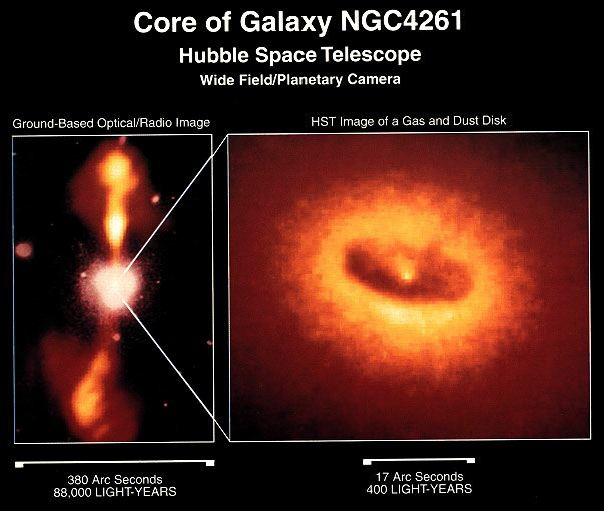 Core of Galaxy NGC4261
Hubble Space Telescope
Wide Field/Planetary Camera
Ground-Based Optical/Radio Image
HST Image of a Gas and Dust Disk
380 Arc Seconds
88,000 LIGHT-YEARS
17 Arc Seconds
400 LIGHT-YEARS